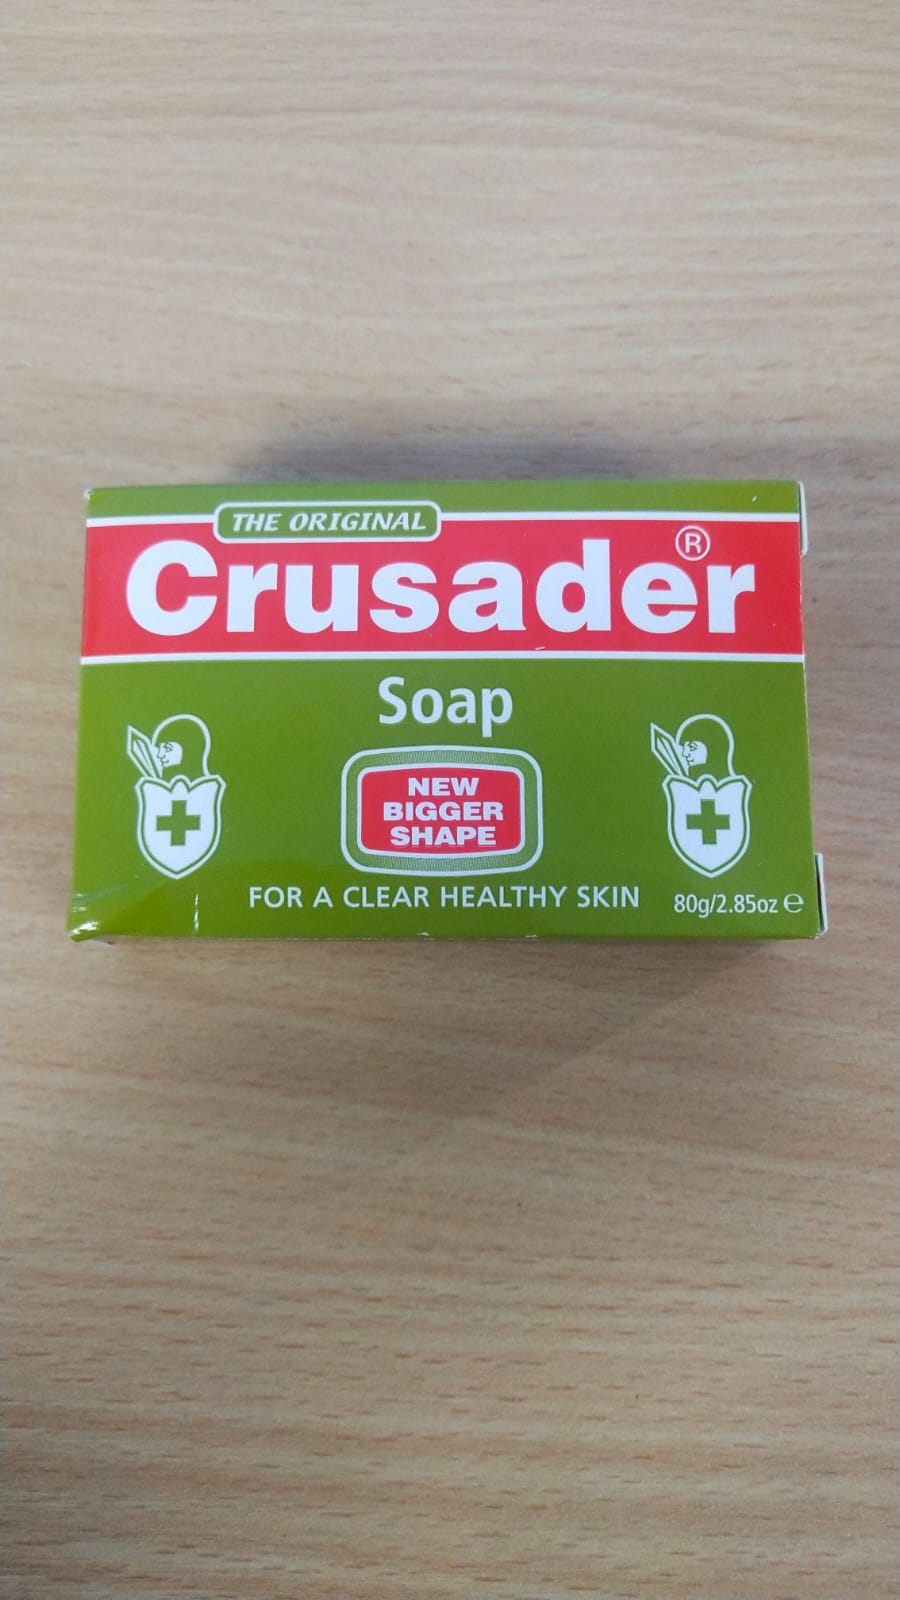 THE ORIGINAL
Crusader®
Soap
NEW
BIGGER
SHAPE
FOR A CLEAR HEALTHY SKIN
80g/2.85oz ℮